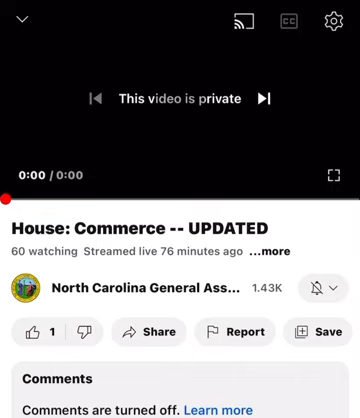 CC
This video is private
0:00 / 0:00
House: Commerce -- UPDATED
60 watching Streamed live 76 minutes ago ...more
North Carolina General Ass... 1.43K
1 Share Report Save
Comments
Comments are turned off. Learn more